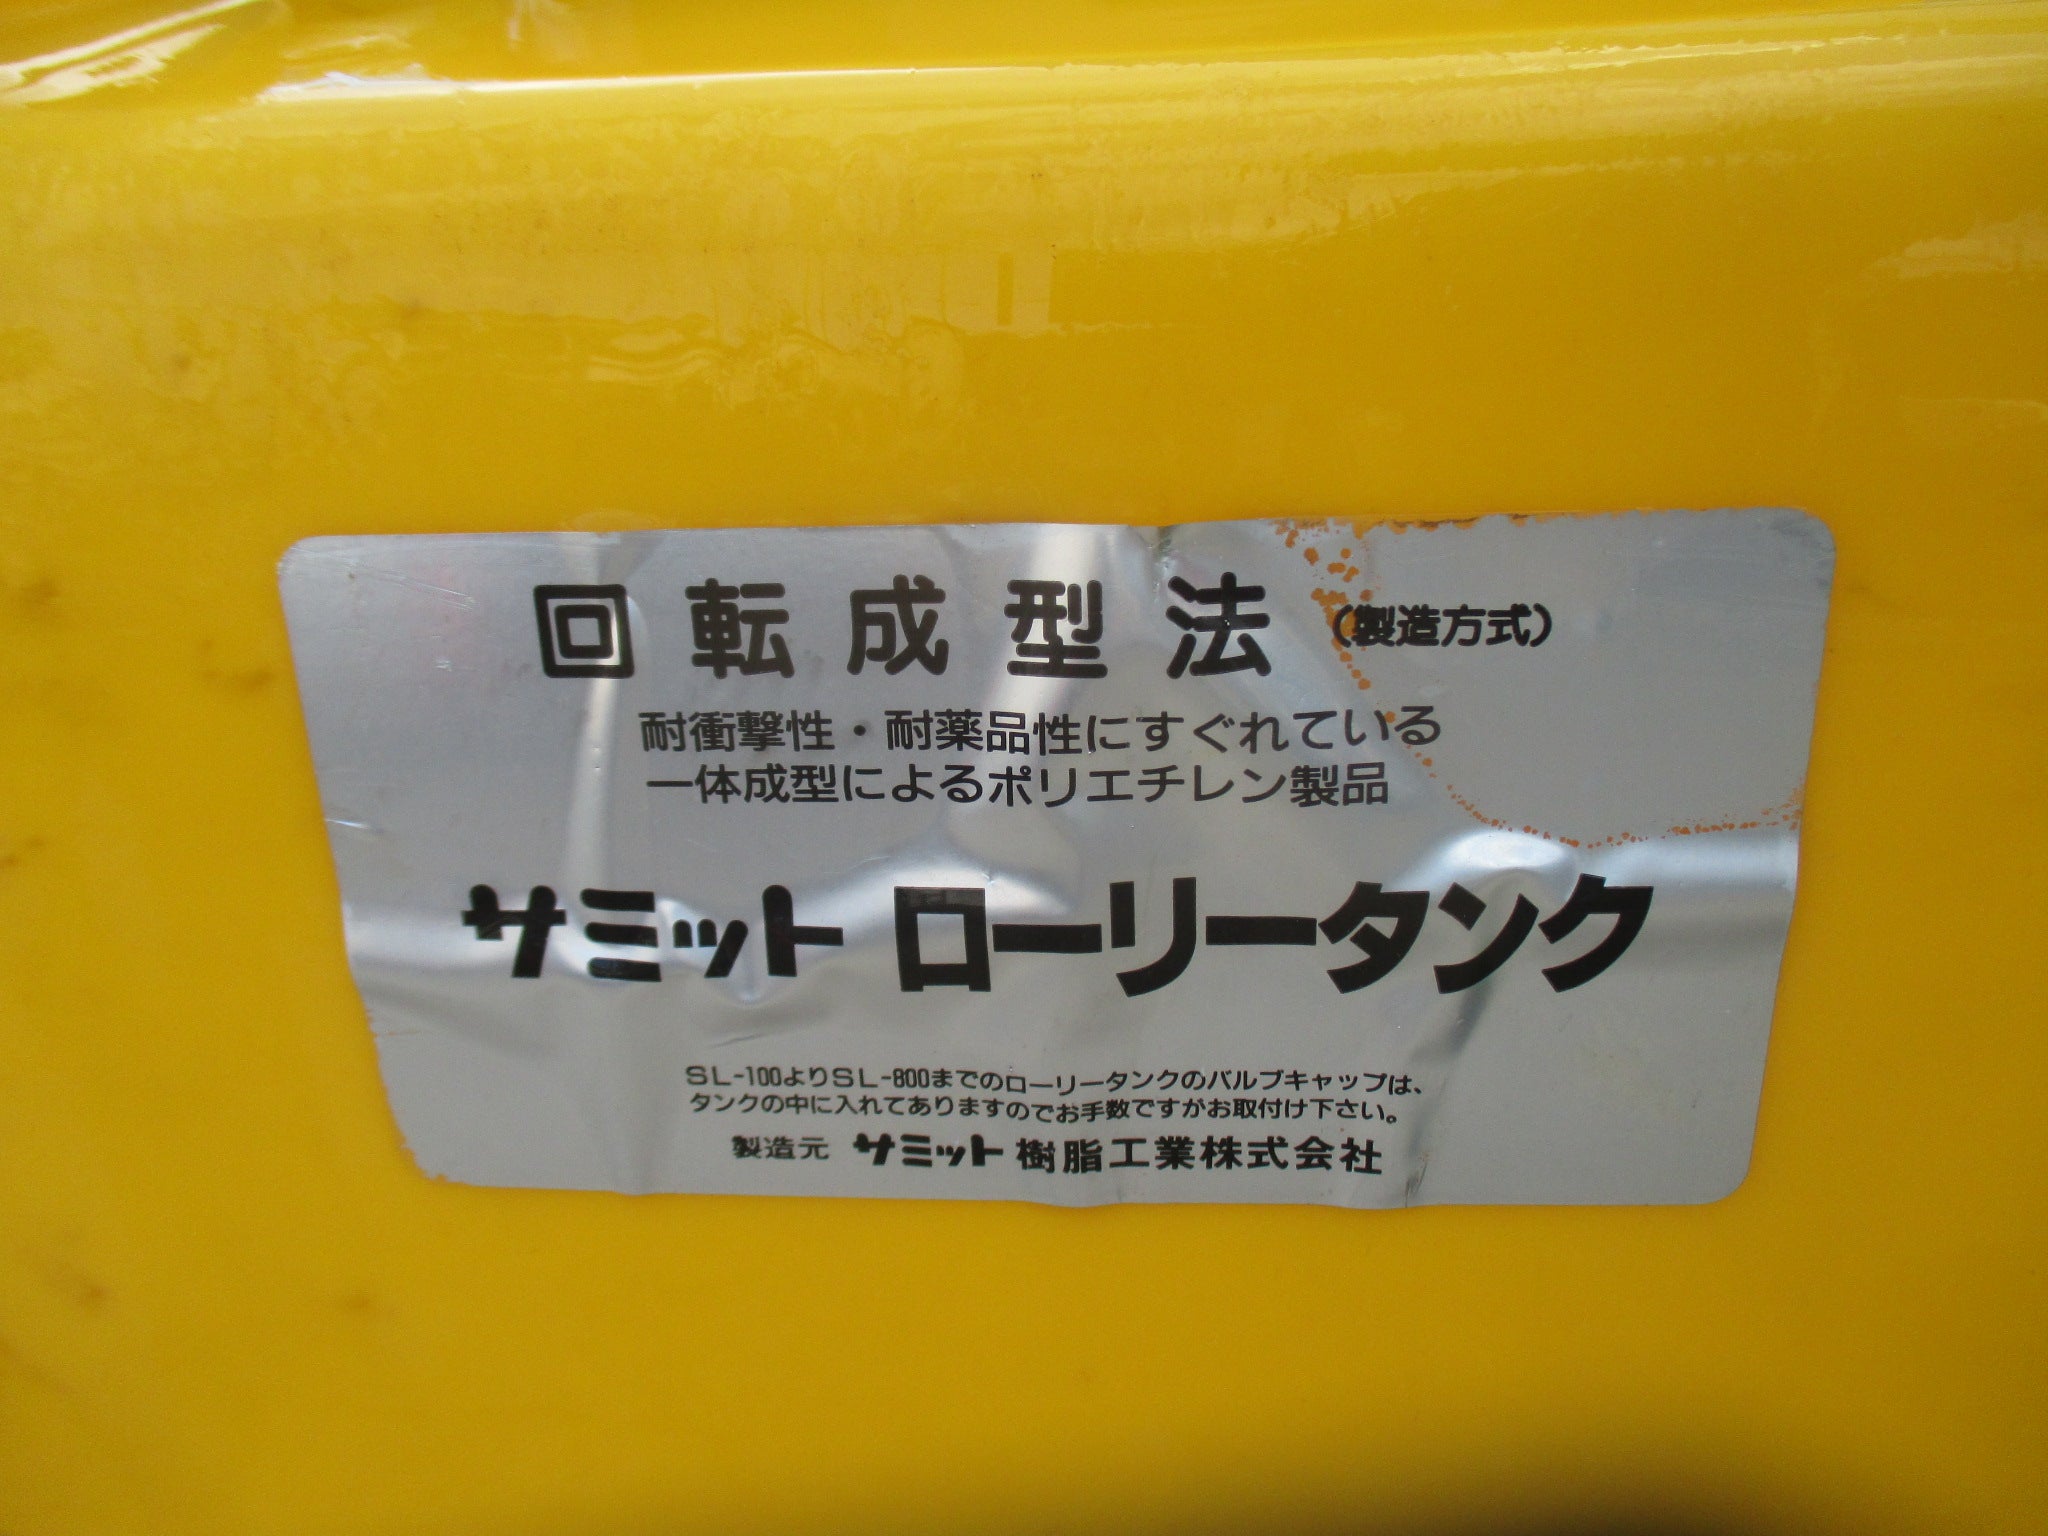 回転成型法(製造方式)
耐衝撃性・耐薬品性にすぐれている
一体成型によるポリエチレン製品
サミット ローリータンク
SL-100よりSL-800までのローリータンクのバルブキャップは、
タンクの中に入れてありますのでお手数ですがお取付け下さい。
製造元 サミット樹脂工業株式会社